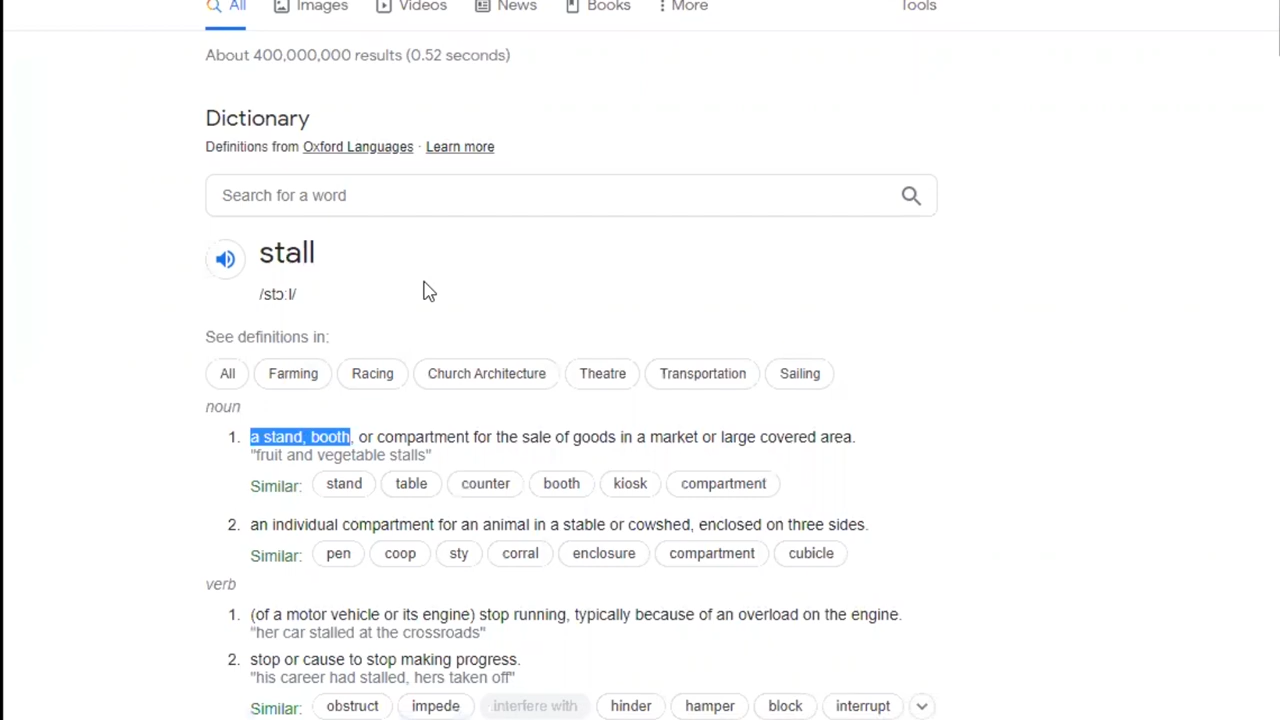 All Images Videos News Books More Tools
About 400,000,000 results (0.52 seconds)
Dictionary
Definitions from Oxford Languages · Learn more
Search for a word
stall
/stɔːl/
See definitions in:
All Farming Racing Church Architecture Theatre Transportation Sailing
noun
1. a stand, booth, or compartment for the sale of goods in a market or large covered area.
"fruit and vegetable stalls"
Similar: stand table counter booth kiosk compartment
2. an individual compartment for an animal in a stable or cowshed, enclosed on three sides.
Similar: pen coop sty corral enclosure compartment cubicle
verb
1. (of a motor vehicle or its engine) stop running, typically because of an overload on the engine.
"her car stalled at the crossroads"
2. stop or cause to stop making progress.
"his career had stalled, hers taken off"
Similar: obstruct impede interfere with hinder hamper block interrupt